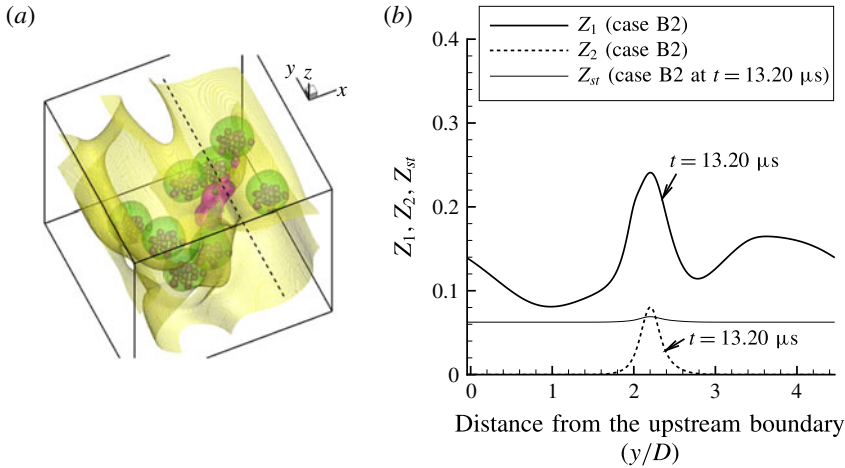 (a)
y
z
x
(b)
Z1 (case B2)
Z2 (case B2)
Zst (case B2 at t = 13.20 μs)
0.4
0.3
0.2
0.1
0
Z1, Z2, Zst
t = 13.20 μs
t = 13.20 μs
0 1 2 3 4
Distance from the upstream boundary
(y/D)